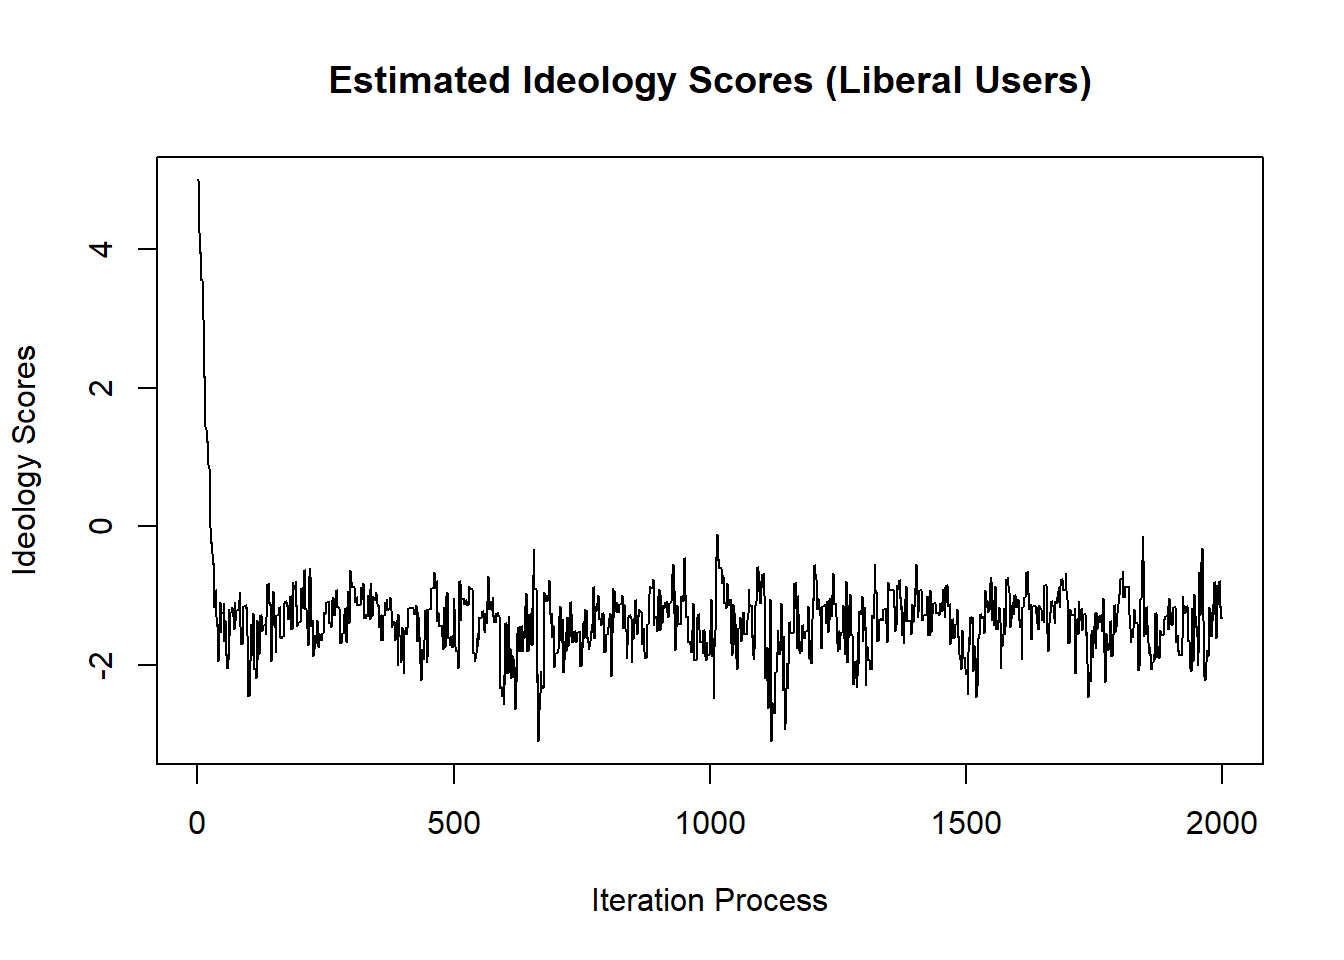 Estimated Ideology Scores (Liberal Users)
4
2
0
-2
Ideology Scores
0 500 1000 1500 2000
Iteration Process